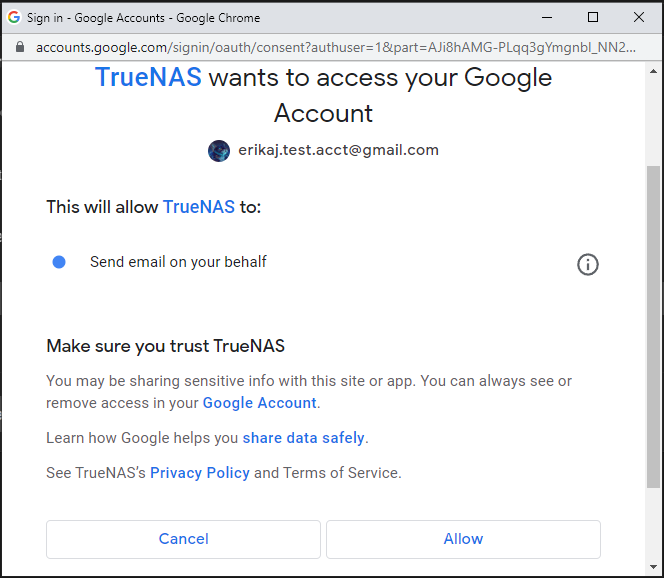 Sign in - Google Accounts - Google Chrome
accounts.google.com/signin/oauth/consent?authuser=1&part=AJi8hAMG-PLqq3gYmgnbl_NN2...
TrueNAS wants to access your Google
Account
erikaj.test.acct@gmail.com
This will allow TrueNAS to:
Send email on your behalf
Make sure you trust TrueNAS
You may be sharing sensitive info with this site or app. You can always see or
remove access in your Google Account.
Learn how Google helps you share data safely.
See TrueNAS’s Privacy Policy and Terms of Service.
Cancel
Allow